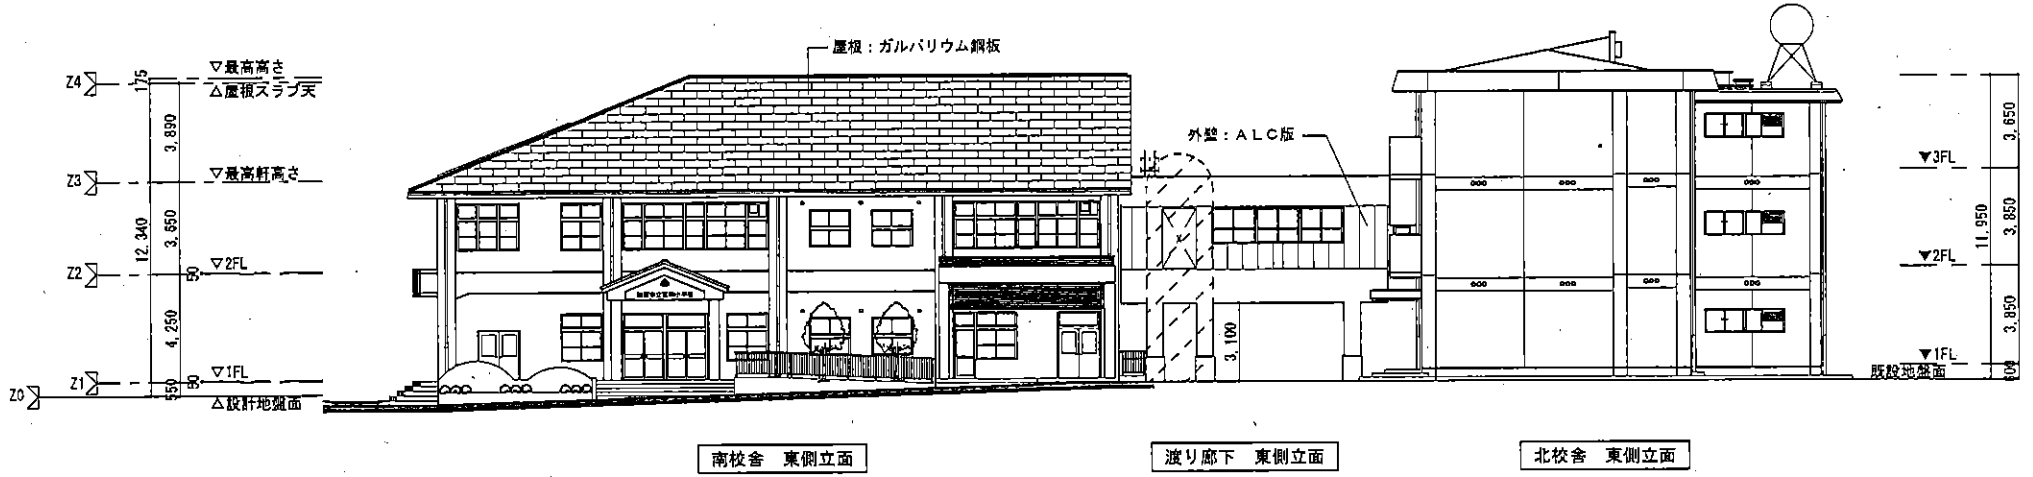 屋根：ガルバリウム鋼板
Z4
175
▽最高高さ
△屋根スラブ天
3,890
外壁：ALC版
3,650
▼3FL
Z3
▽最高軒高さ
12,340
3,650
11,950
3,850
Z2
▽2FL
50
▼2FL
4,250
3,100
3,850
Z1
▽1FL
50
550
▼1FL
既設地盤面
600
Z0
△設計地盤面
南校舎　東側立面
渡り廊下　東側立面
北校舎　東側立面